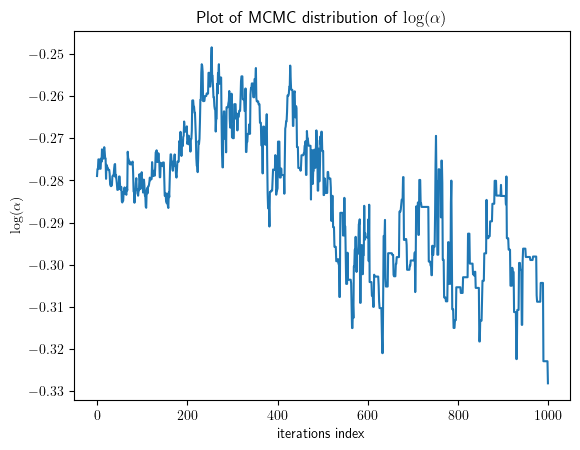 Plot of MCMC distribution of log(α)
log(α)
−0.25
−0.26
−0.27
−0.28
−0.29
−0.30
−0.31
−0.32
−0.33
0 200 400 600 800 1000
iterations index